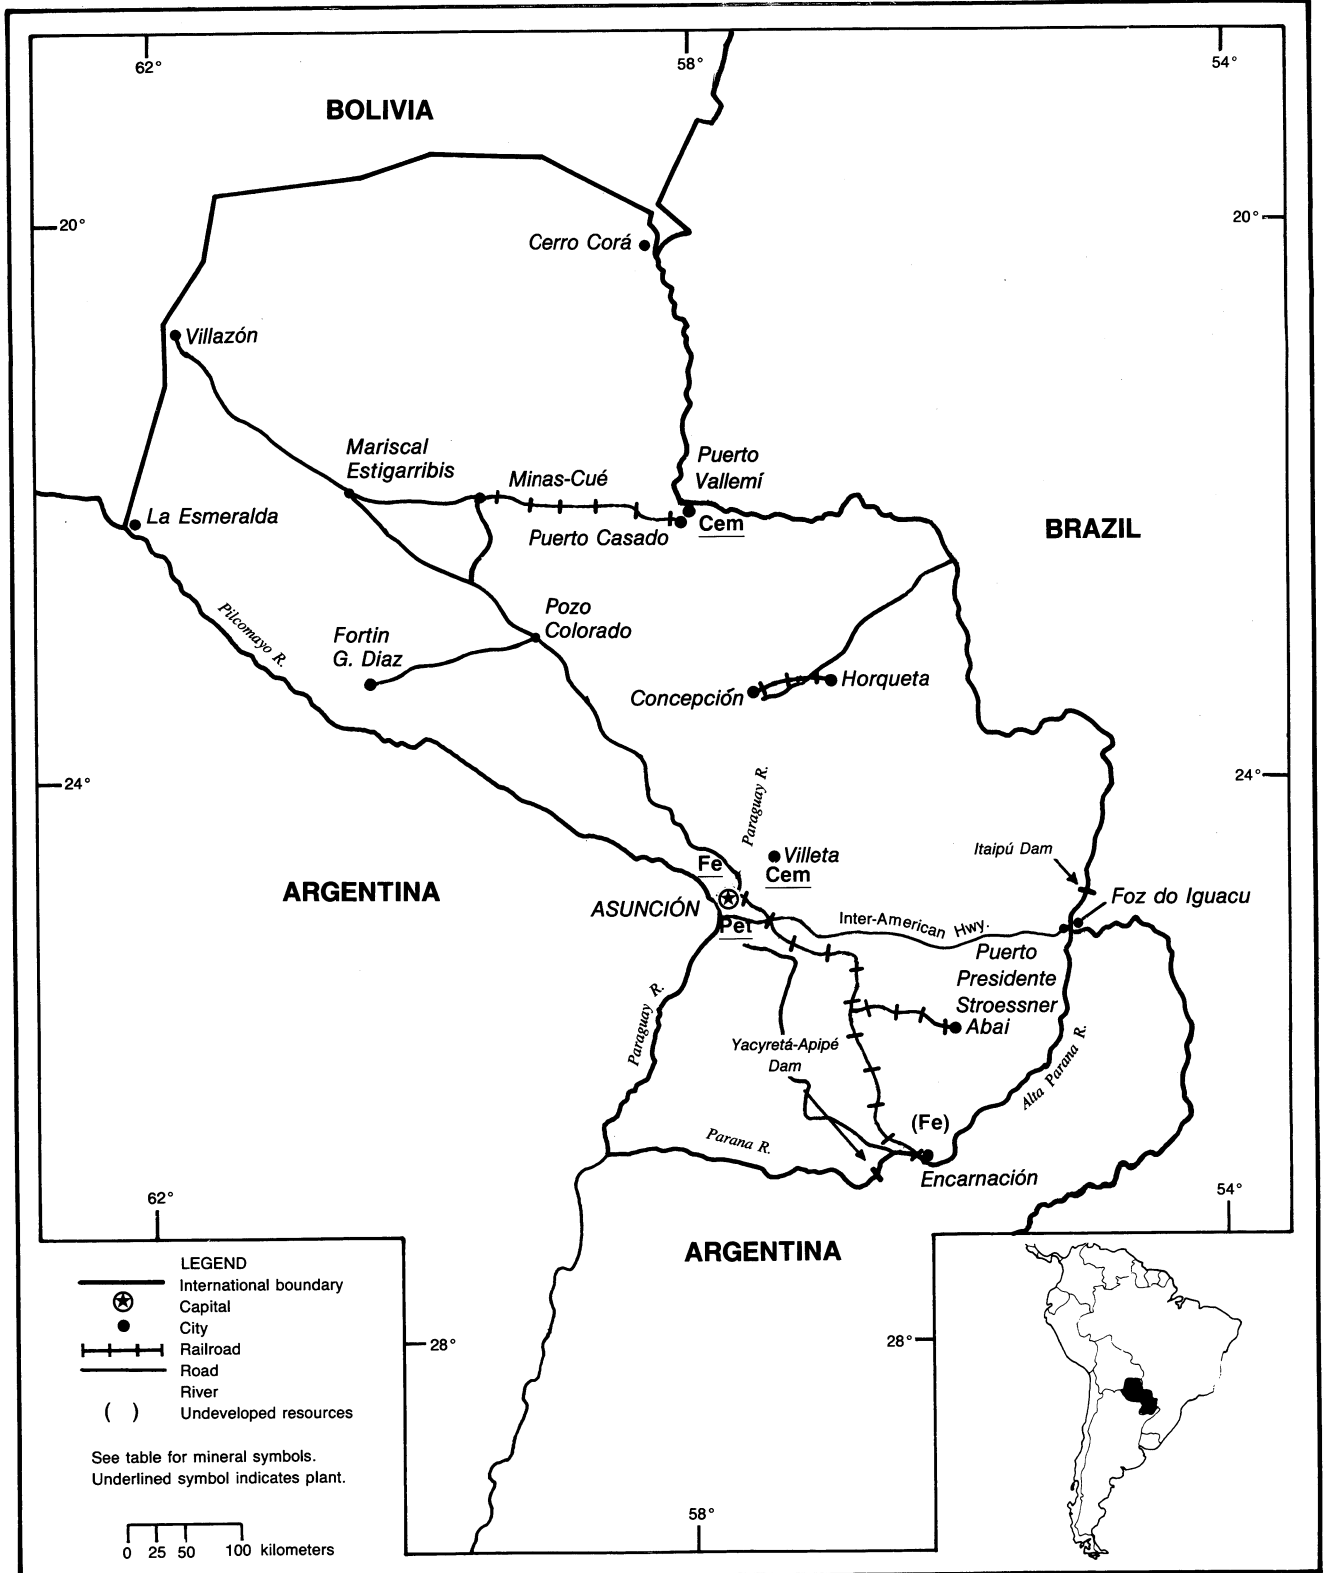 62°
58°
54°
BOLIVIA
20°
20°
Cerro Corá
Villazón
Mariscal
Estigarribis
Minas-Cué
Puerto
Vallemí
La Esmeralda
Puerto Casado
Cem
BRAZIL
Pilcomayo R.
Pozo
Colorado
Fortin
G. Diaz
Concepción
Horqueta
24°
24°
Paraguay R.
Fe
Villeta
Cem
Itaipú Dam
ARGENTINA
ASUNCIÓN
Foz do Iguacu
Pet
Inter-American Hwy.
Puerto
Presidente
Stroessner
Abai
Paraguay R.
Yacyretá-Apipé
Dam
Alta Parana R.
(Fe)
Parana R.
Encarnación
62°
54°
ARGENTINA
LEGEND
International boundary
Capital
City
Railroad
Road
River
( ) Undeveloped resources
See table for mineral symbols.
Underlined symbol indicates plant.
0 25 50 100 kilometers
28°
28°
58°